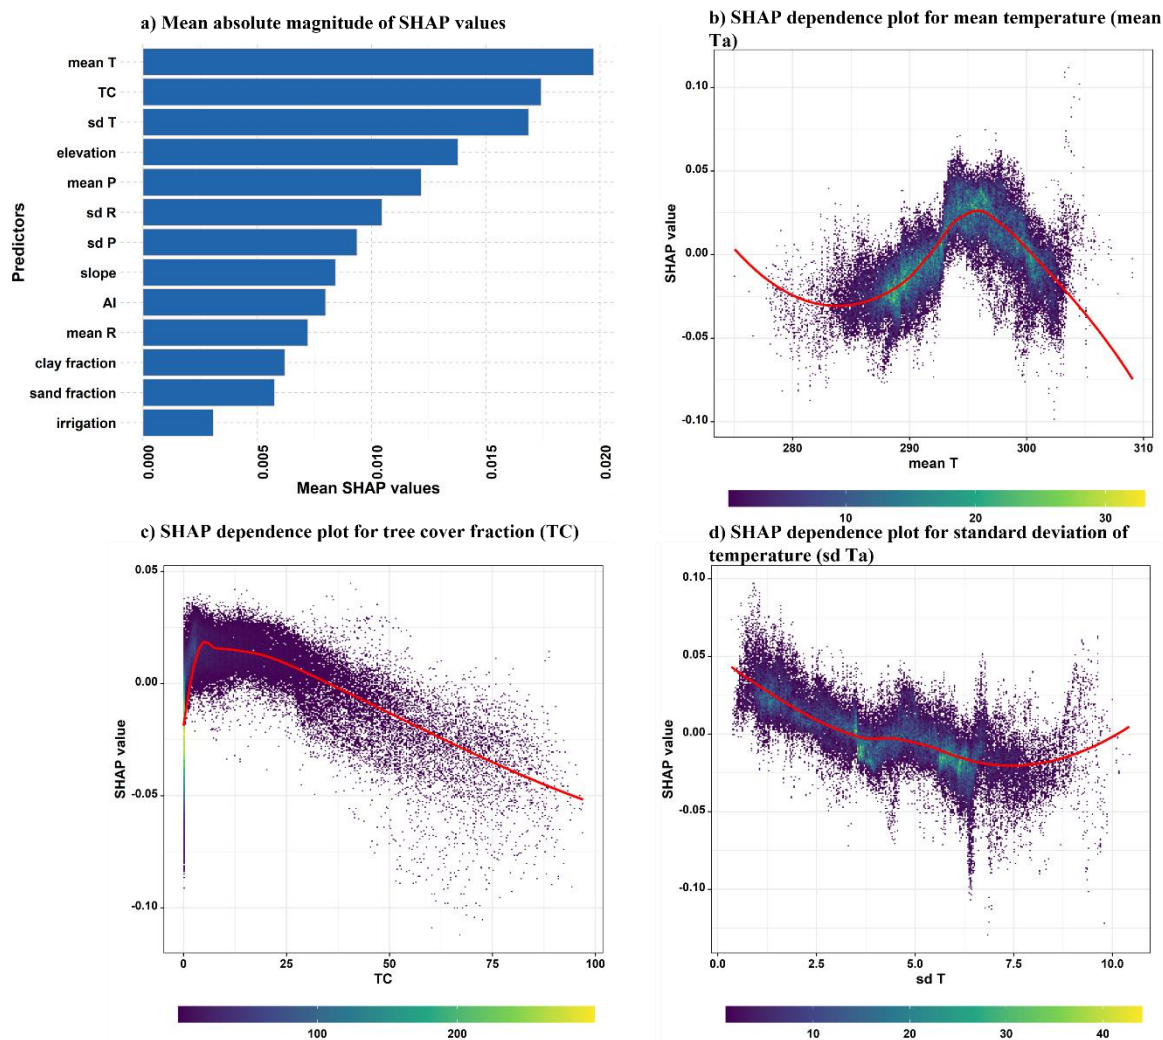 a) Mean absolute magnitude of SHAP values
mean T
TC
sd T
elevation
mean P
sd R
sd P
slope
AI
mean R
clay fraction
sand fraction
irrigation
Predictors
0.000
0.005
0.010
0.015
0.020
Mean SHAP values
b) SHAP dependence plot for mean temperature (mean
Ta)
0.10
0.05
0.00
-0.05
-0.10
SHAP value
280
290
300
310
mean T
10
20
30
c) SHAP dependence plot for tree cover fraction (TC)
0.05
0.00
-0.05
-0.10
SHAP value
0
25
50
75
100
TC
100
200
d) SHAP dependence plot for standard deviation of
temperature (sd Ta)
0.10
0.05
0.00
-0.05
-0.10
SHAP value
0.0
2.5
5.0
7.5
10.0
sd T
10
20
30
40